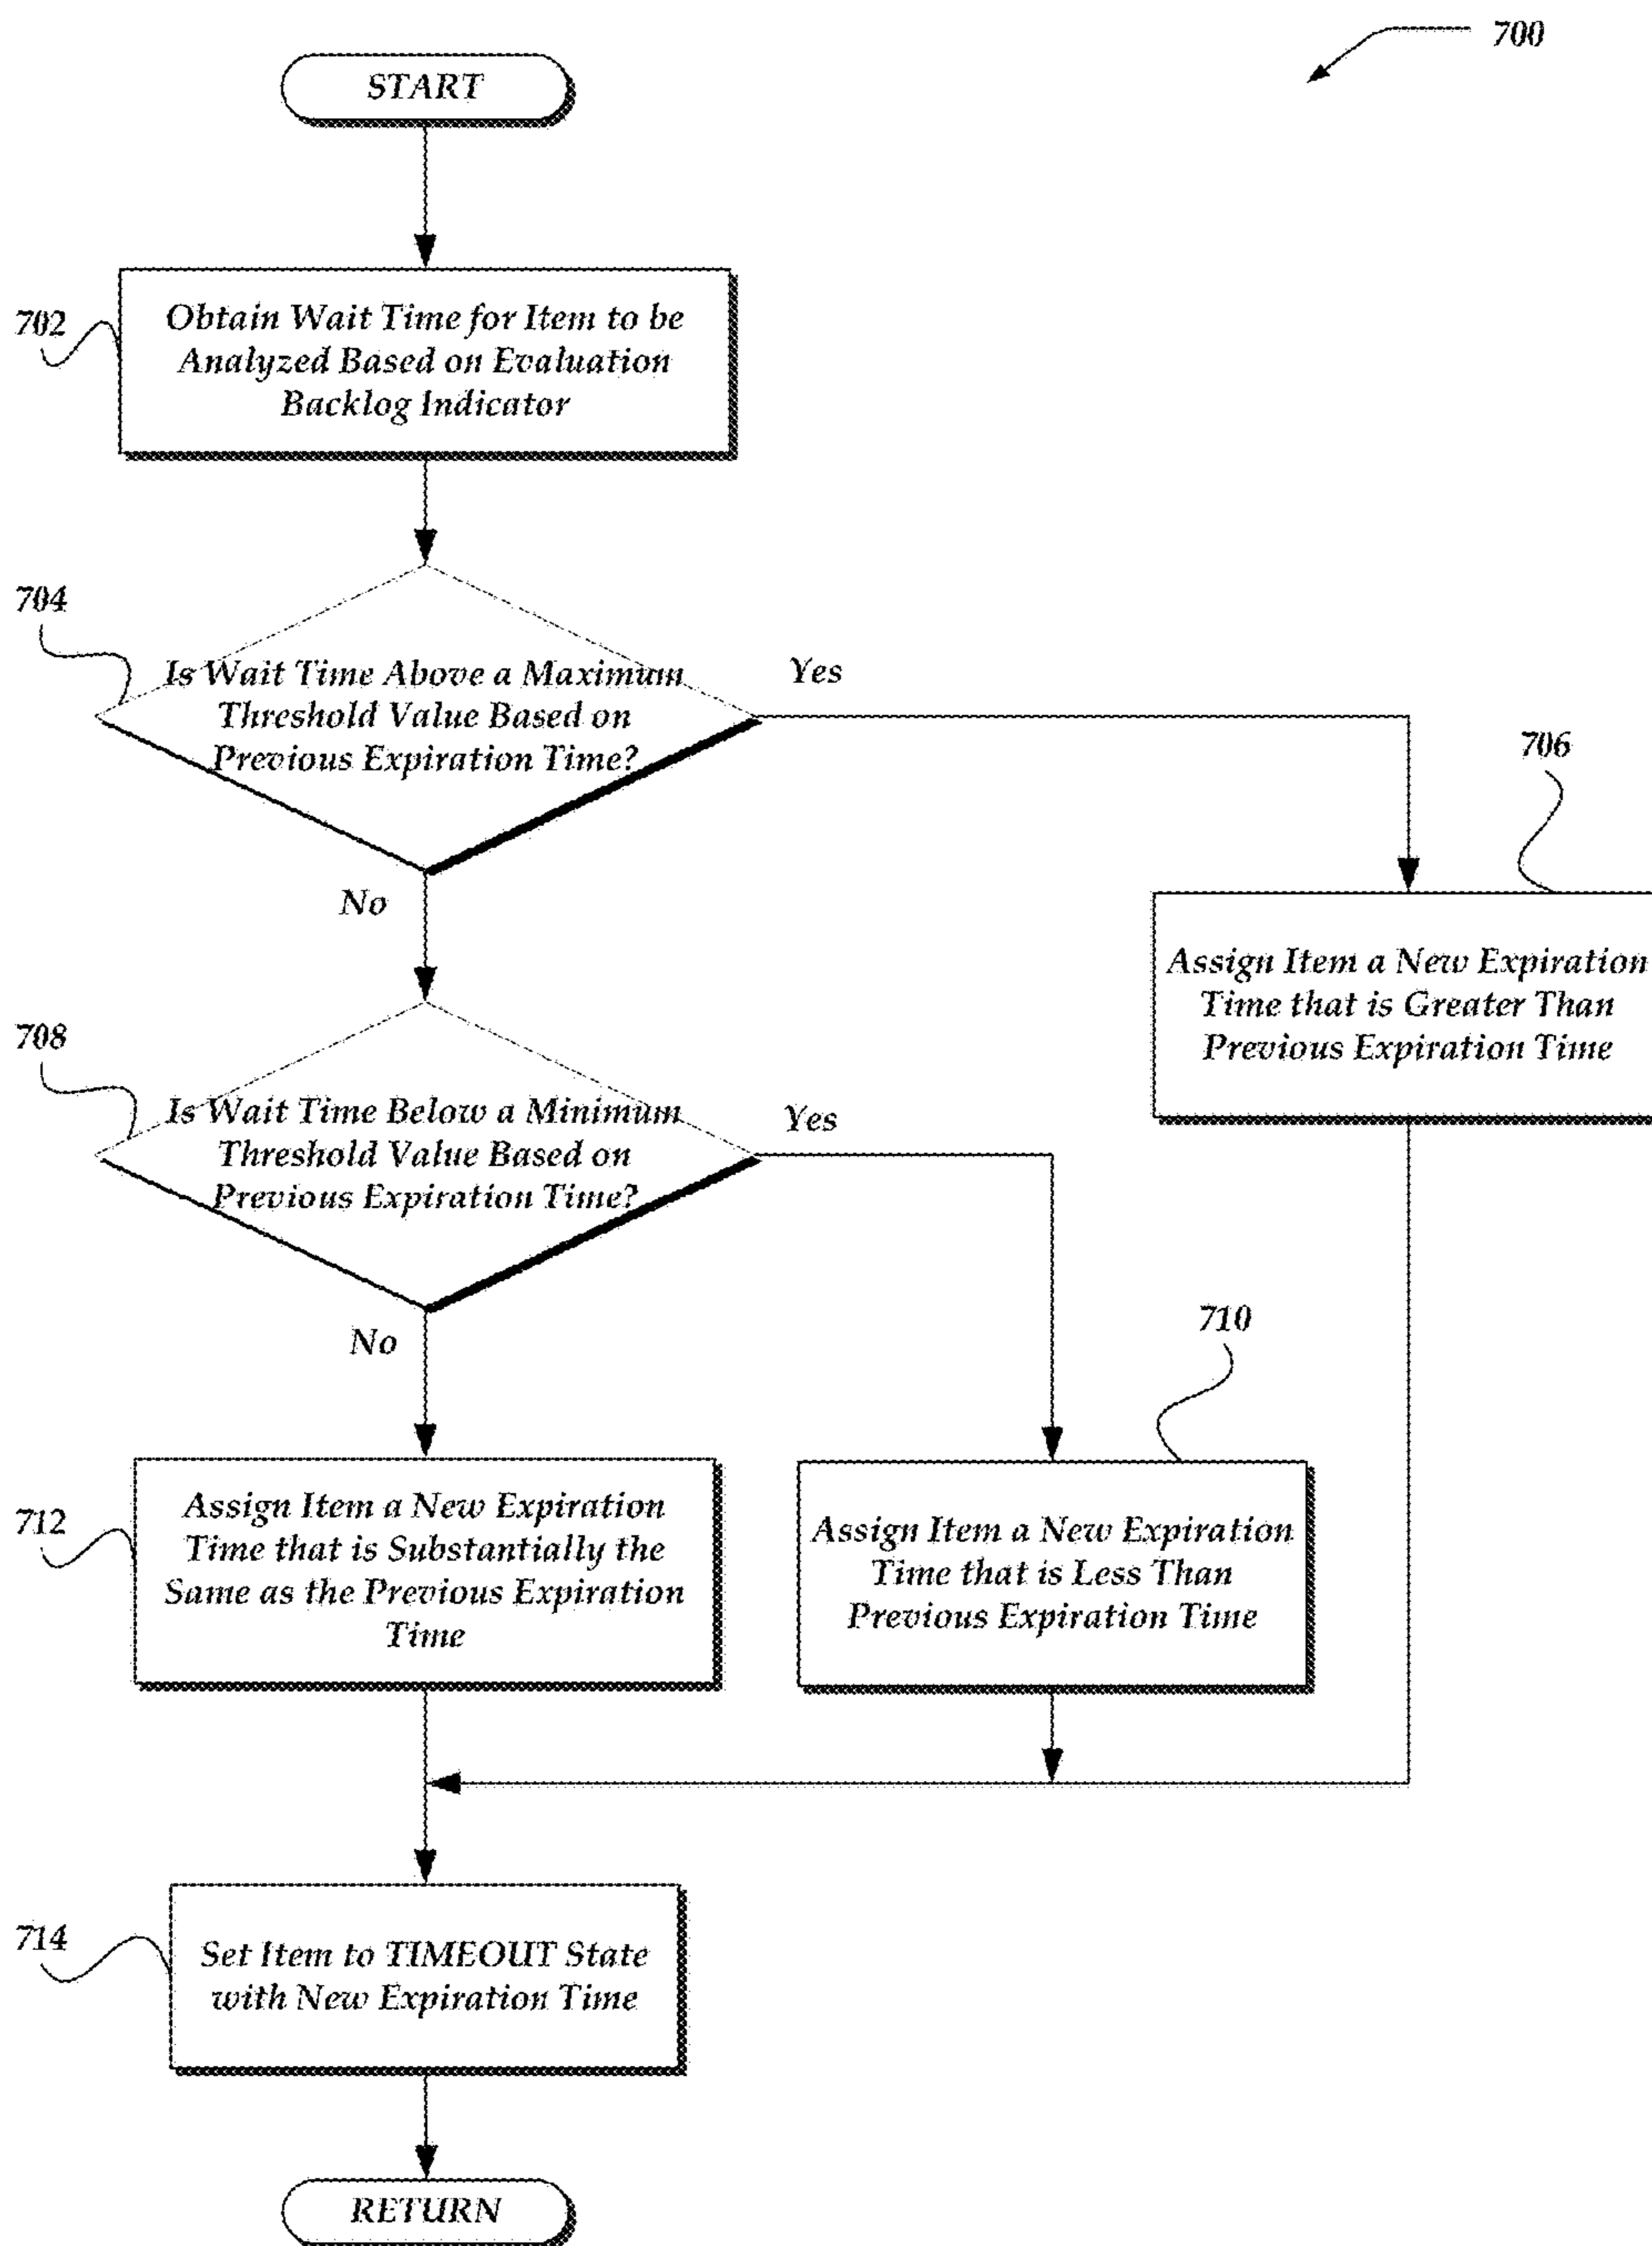 700
START
702
Obtain Wait Time for Item to be
Analyzed Based on Evaluation
Backlog Indicator
704
Is Wait Time Above a Maximum
Threshold Value Based on
Previous Expiration Time?
Yes
No
706
Assign Item a New Expiration
Time that is Greater Than
Previous Expiration Time
708
Is Wait Time Below a Minimum
Threshold Value Based on
Previous Expiration Time?
Yes
No
710
Assign Item a New Expiration
Time that is Less Than
Previous Expiration Time
712
Assign Item a New Expiration
Time that is Substantially the
Same as the Previous Expiration
Time
714
Set Item to TIMEOUT State
with New Expiration Time
RETURN